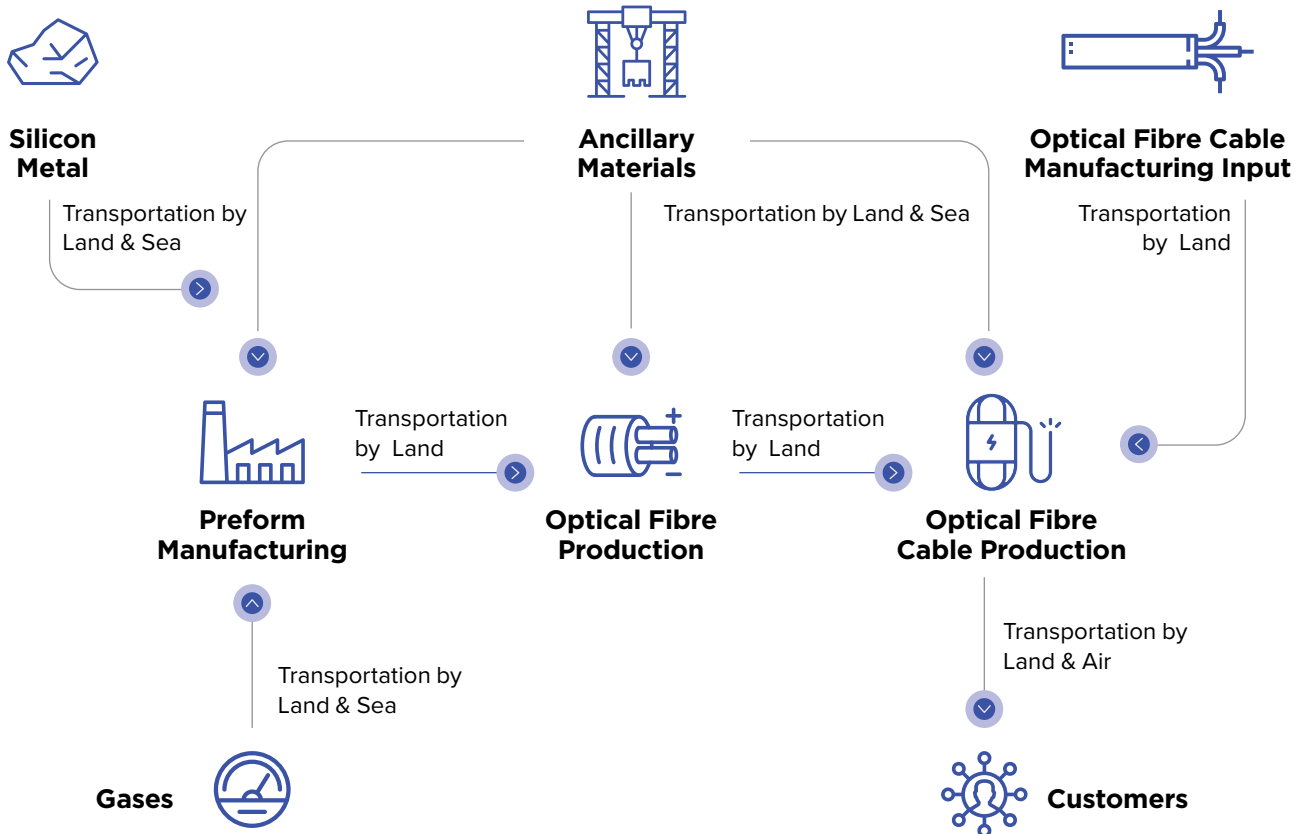 Silicon
Metal
Ancillary
Materials
Optical Fibre Cable
Manufacturing Input
Transportation by
Land & Sea
Transportation by Land & Sea
Transportation
by Land
Transportation
by Land
Transportation
by Land
Preform
Manufacturing
Optical Fibre
Production
Optical Fibre
Cable Production
Transportation by
Land & Sea
Transportation by
Land & Air
Gases
Customers